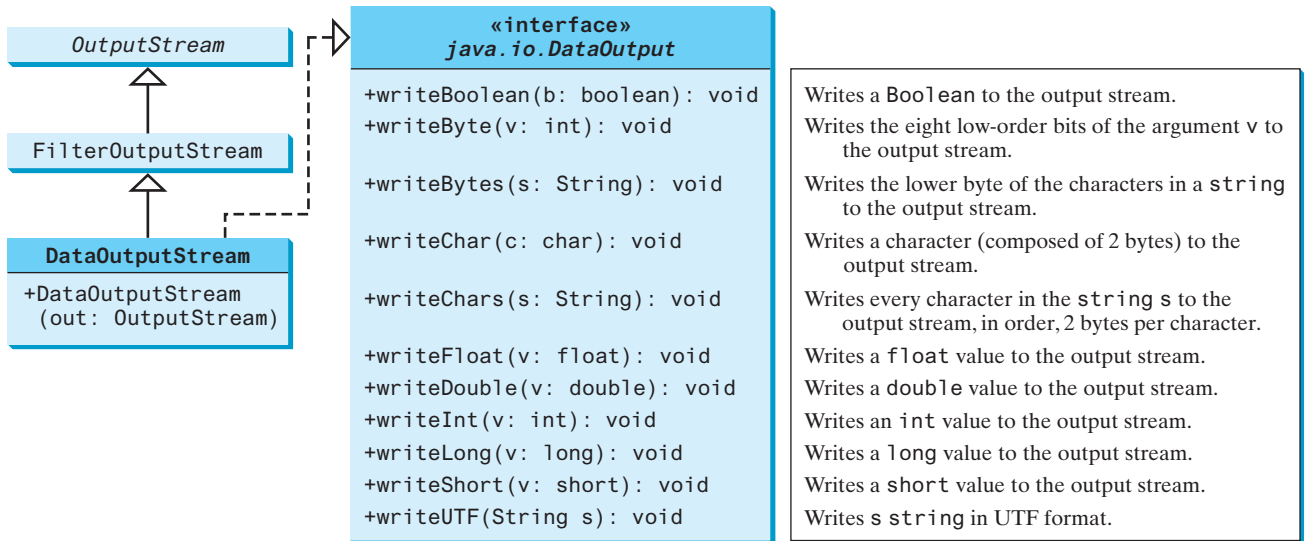 OutputStream
FilterOutputStream
DataOutputStream
+DataOutputStream
(out: OutputStream)
«interface»
java.io.DataOutput
+writeBoolean(b: boolean): void
Writes a Boolean to the output stream.
+writeByte(v: int): void
Writes the eight low-order bits of the argument v to
the output stream.
+writeBytes(s: String): void
Writes the lower byte of the characters in a string
to the output stream.
+writeChar(c: char): void
Writes a character (composed of 2 bytes) to the
output stream.
+writeChars(s: String): void
Writes every character in the string s to the
output stream, in order, 2 bytes per character.
+writeFloat(v: float): void
Writes a float value to the output stream.
+writeDouble(v: double): void
Writes a double value to the output stream.
+writeInt(v: int): void
Writes an int value to the output stream.
+writeLong(v: long): void
Writes a long value to the output stream.
+writeShort(v: short): void
Writes a short value to the output stream.
+writeUTF(String s): void
Writes s string in UTF format.